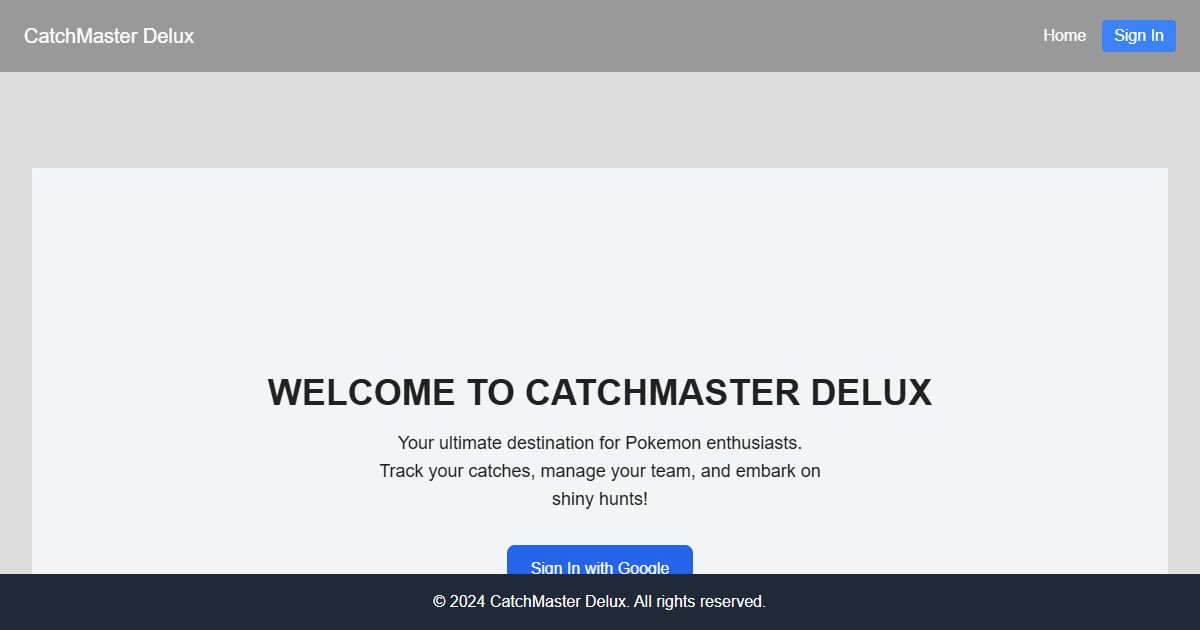 CatchMaster Delux
Home
Sign In
WELCOME TO CATCHMASTER DELUX
Your ultimate destination for Pokemon enthusiasts.
Track your catches, manage your team, and embark on
shiny hunts!
Sign In with Google
© 2024 CatchMaster Delux. All rights reserved.